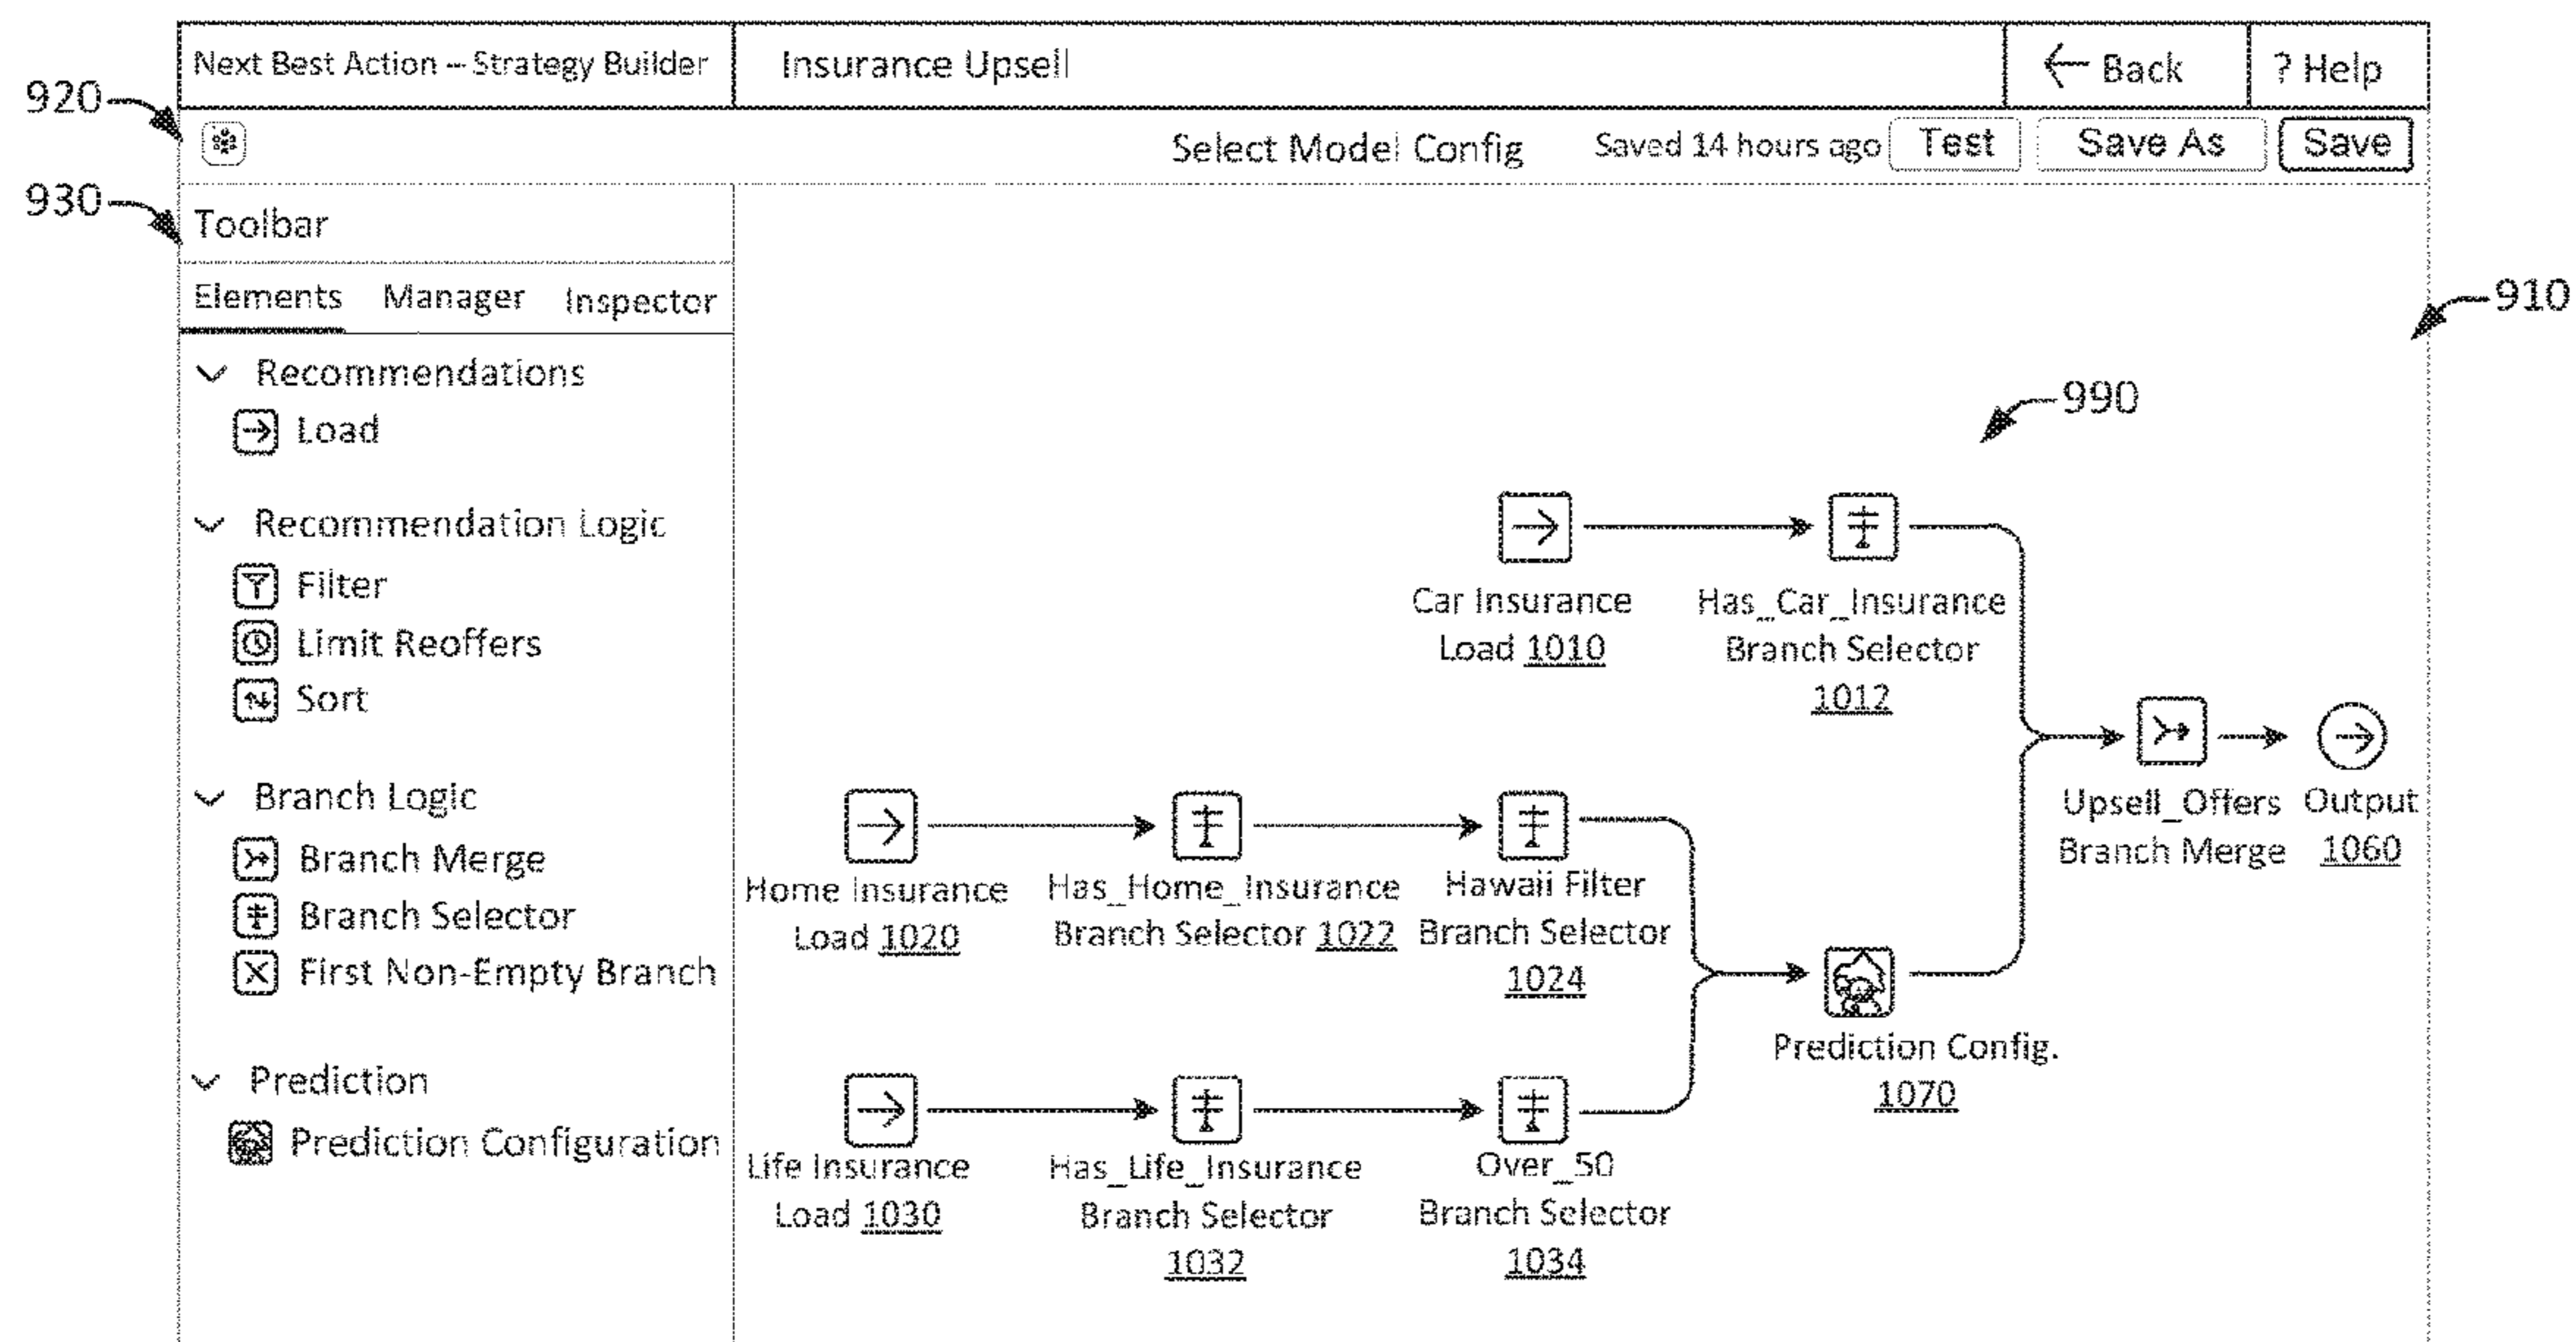 Next Best Action -- Strategy Builder
Insurance Upsell
← Back
? Help
920
Select Model Config
Saved 14 hours ago
Test
Save As
Save
930
Toolbar
Elements
Manager
Inspector
910
Recommendations
Load
990
Recommendation Logic
Filter
Limit Reoffers
Sort
Branch Logic
Branch Merge
Branch Selector
First Non-Empty Branch
Prediction
Prediction Configuration
Car Insurance
Load 1010
Has_Car_Insurance
Branch Selector
1012
Upsell_Offers
Branch Merge
Output
1060
Home Insurance
Load 1020
Has_Home_Insurance
Branch Selector 1022
Hawaii Filter
Branch Selector
1024
Prediction Config.
1070
Life Insurance
Load 1030
Has_Life_Insurance
Branch Selector
1032
Over_50
Branch Selector
1034